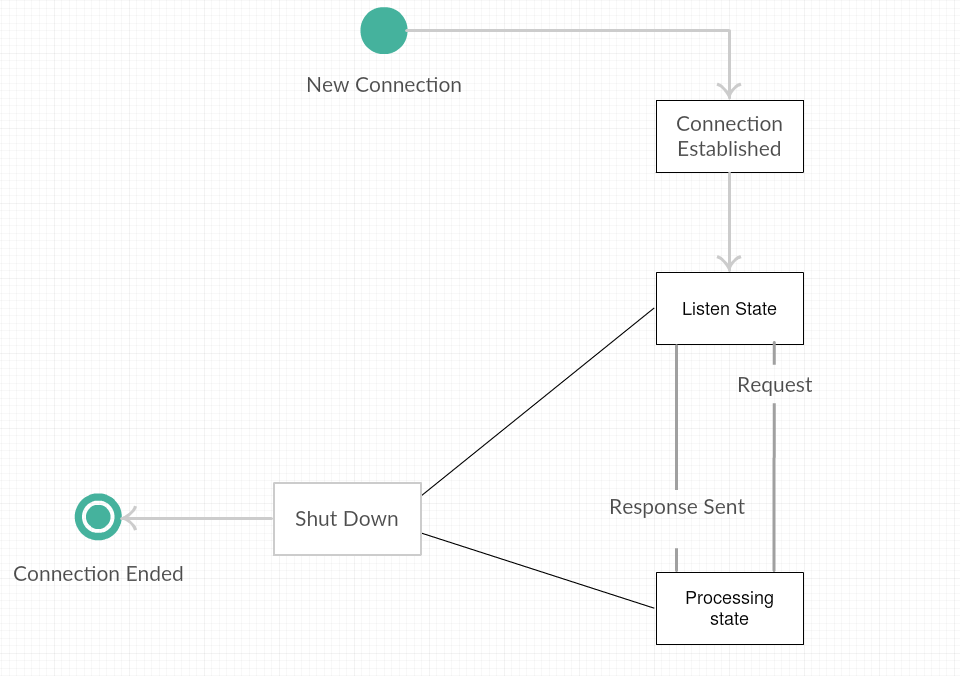 New Connection
Connection
Established
Listen State
Request
Response Sent
Shut Down
Connection Ended
Processing
state